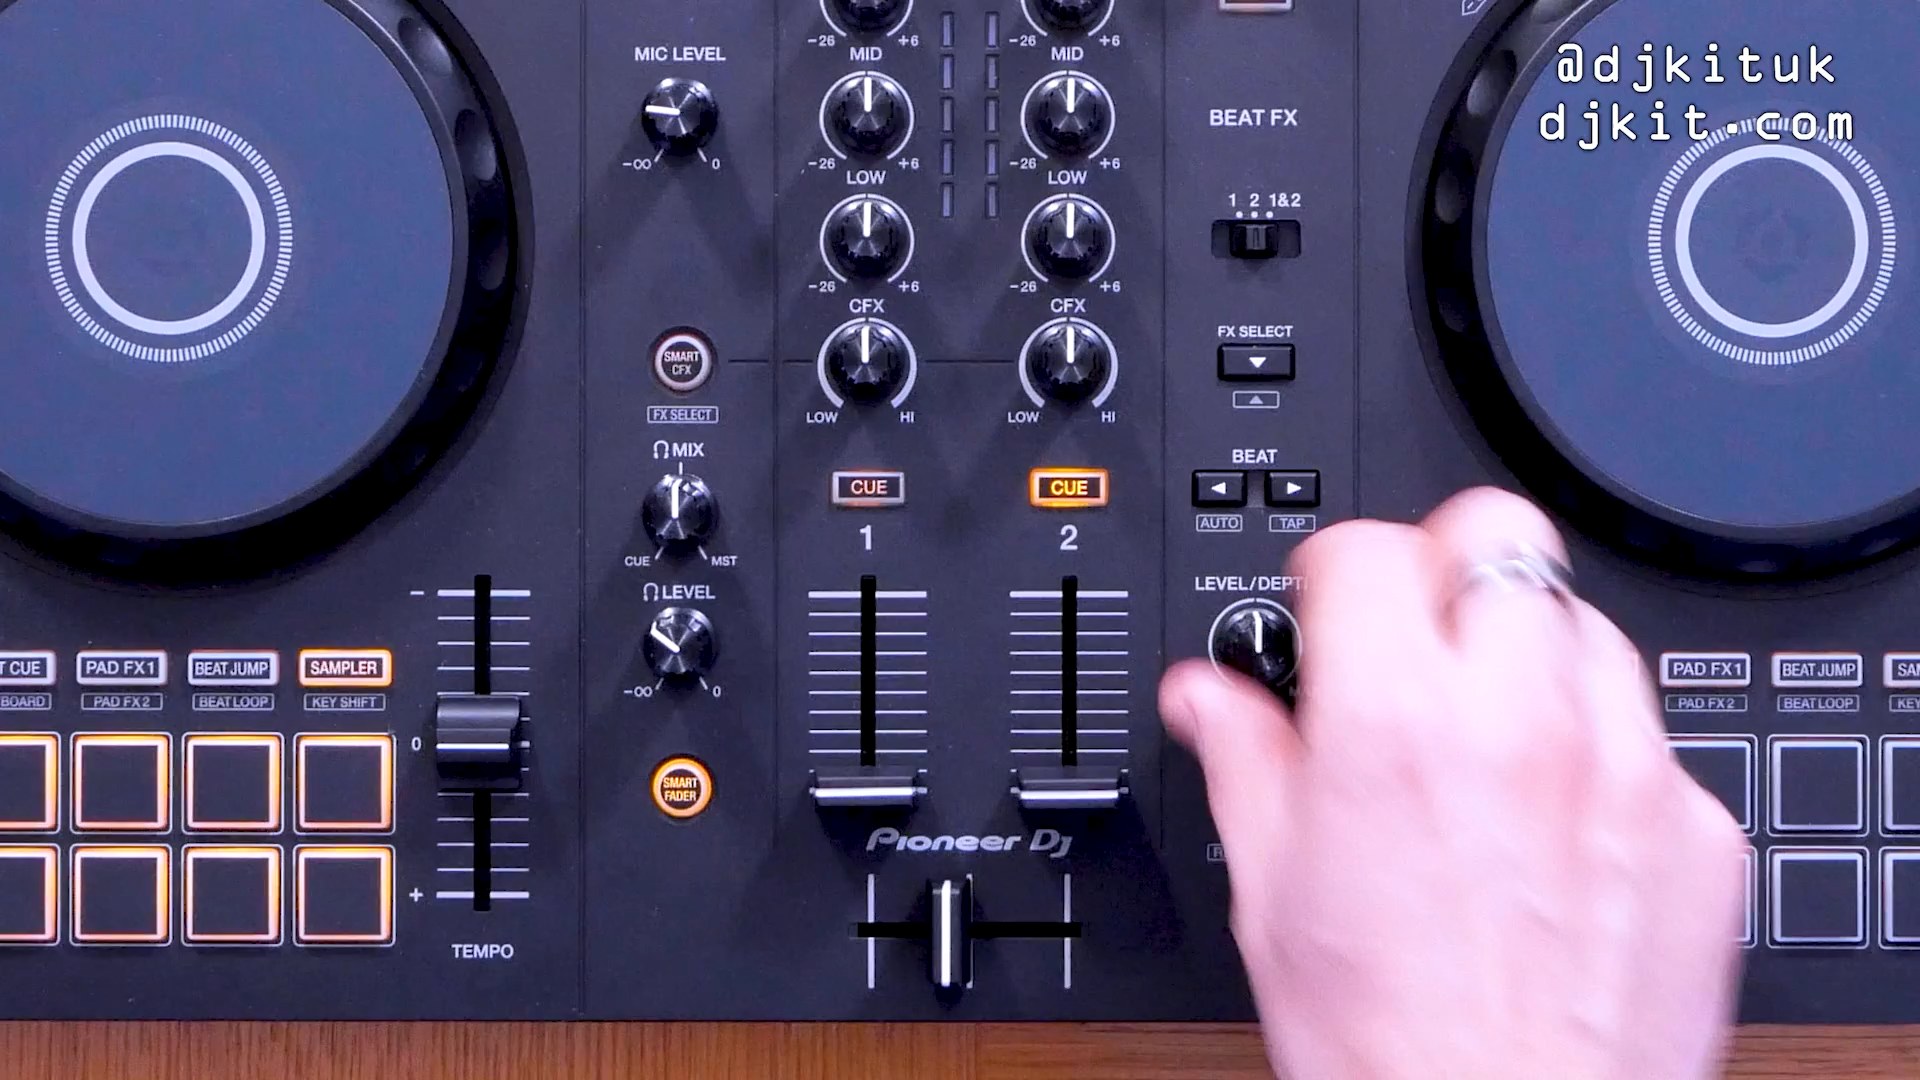 @djkituk
djkit.com
-26 +6
-26 +6
MIC LEVEL
MID
MID
-∞ 0
-26 +6
-26 +6
BEAT FX
LOW
LOW
1 2 1&2
-26 +6
-26 +6
CFX
CFX
FX SELECT
SMART
CFX
LOW HI
LOW HI
FX SELECT
MIX
BEAT
CUE
CUE
AUTO
TAP
1
2
CUE MST
LEVEL/DEPT
LEVEL
-
T CUE
PAD FX1
BEAT JUMP
SAMPLER
BOARD
PAD FX2
BEAT LOOP
KEY SHIFT
-∞ 0
PAD FX1
BEAT JUMP
SA
PAD FX2
BEAT LOOP
KEY
0
SMART
FADER
Pioneer Dj
+
TEMPO